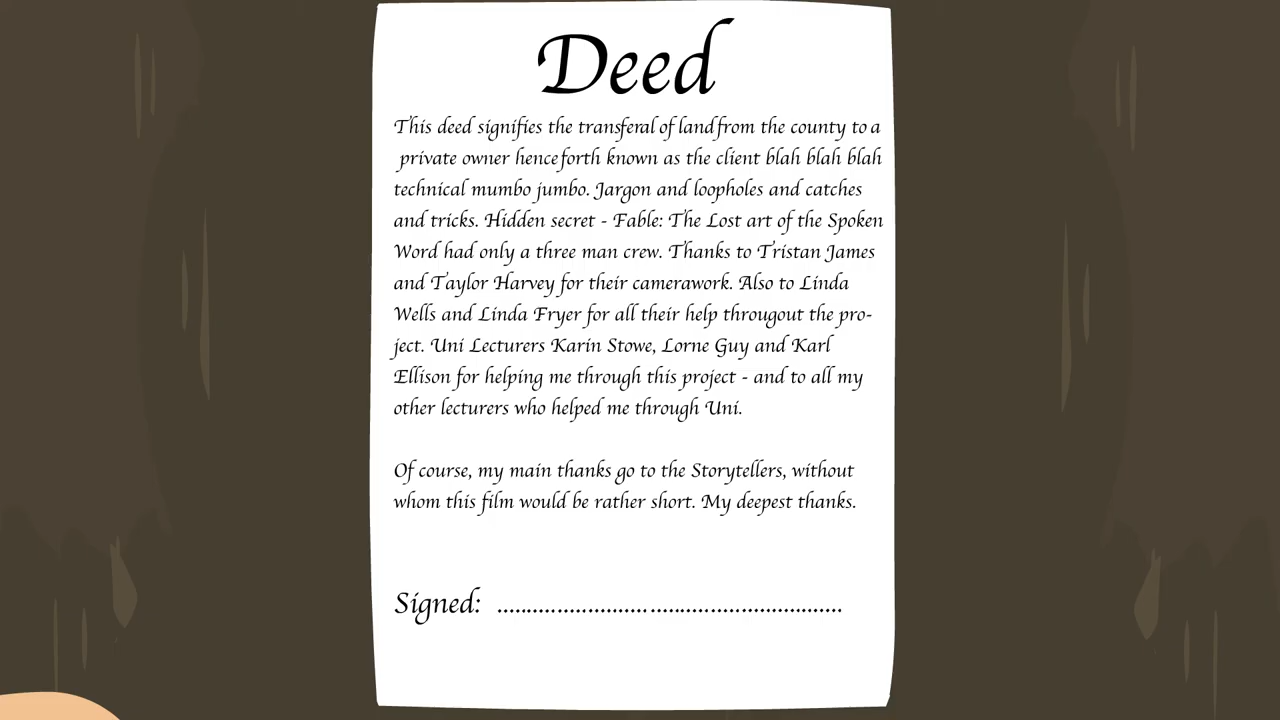 Deed
This deed signifies the transferal of land from the county to a
private owner henceforth known as the client blah blah blah
technical mumbo jumbo. Jargon and loopholes and catches
and tricks. Hidden secret - Fable: The Lost art of the Spoken
Word had only a three man crew. Thanks to Tristan James
and Taylor Harvey for their camerawork. Also to Linda
Wells and Linda Fryer for all their help througout the pro-
ject. Uni Lecturers Karin Stowe, Lorne Guy and Karl
Ellison for helping me through this project - and to all my
other lecturers who helped me through Uni.
Of course, my main thanks go to the Storytellers, without
whom this film would be rather short. My deepest thanks.
Signed: ........................................................